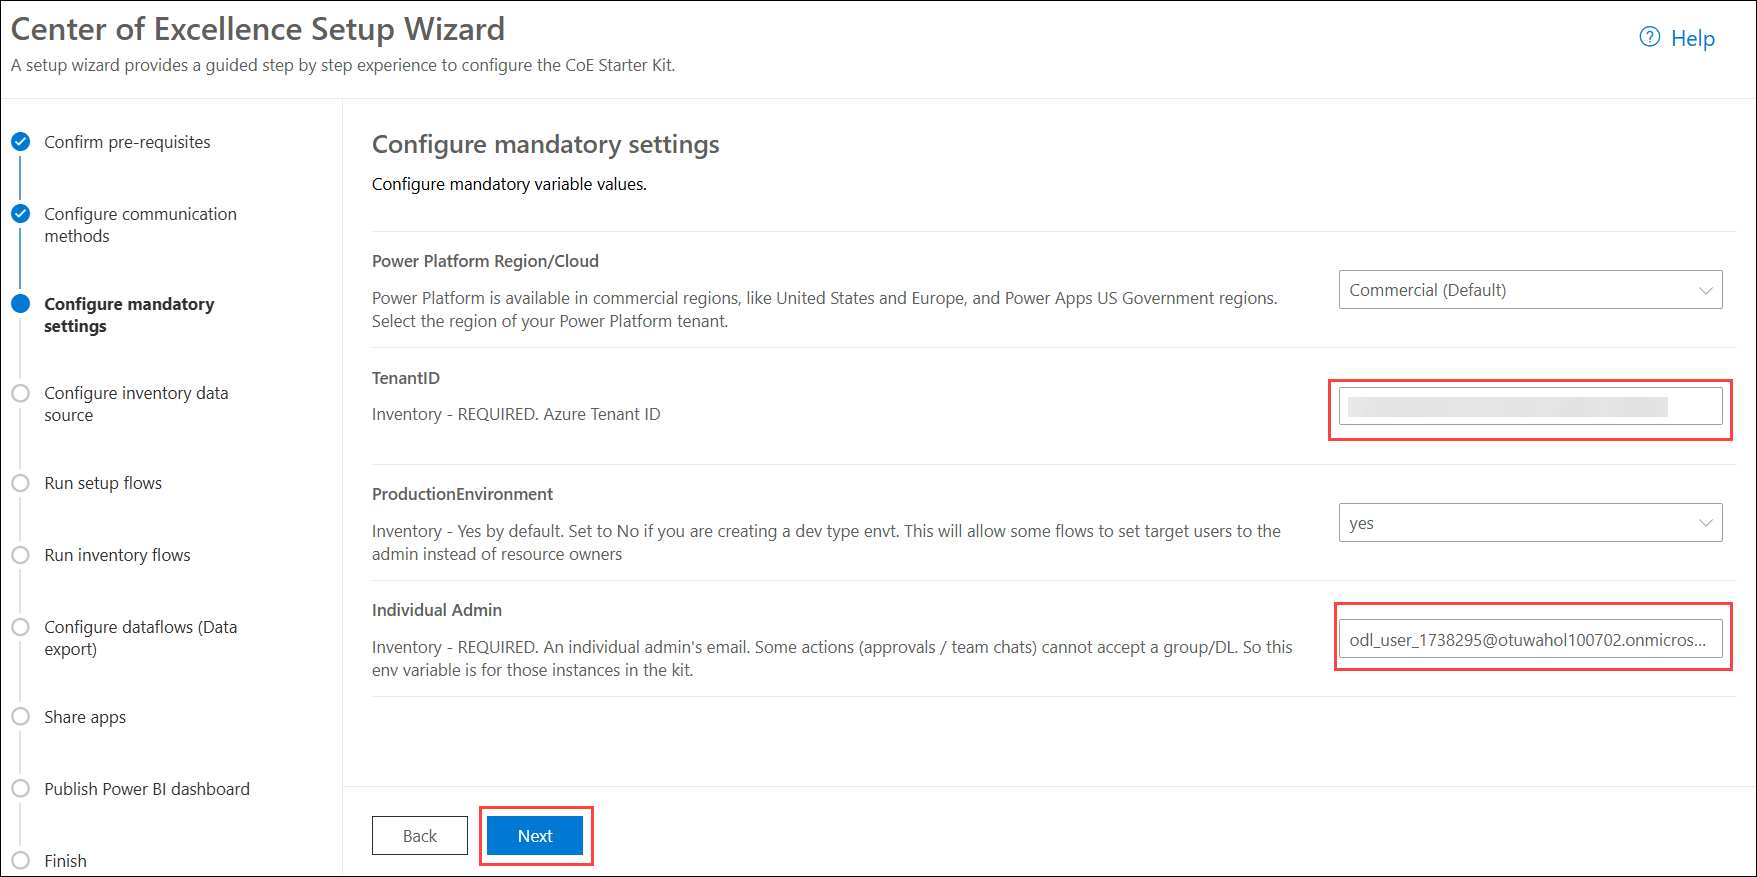 Center of Excellence Setup Wizard
Help
A setup wizard provides a guided step by step experience to configure the CoE Starter Kit.
Confirm pre-requisites
Configure communication
methods
Configure mandatory
settings
Configure inventory data
source
Run setup flows
Run inventory flows
Configure dataflows (Data
export)
Share apps
Publish Power BI dashboard
Finish
Configure mandatory settings
Configure mandatory variable values.
Power Platform Region/Cloud
Power Platform is available in commercial regions, like United States and Europe, and Power Apps US Government regions.
Select the region of your Power Platform tenant.
Commercial (Default)
TenantID
Inventory - REQUIRED. Azure Tenant ID
ProductionEnvironment
Inventory - Yes by default. Set to No if you are creating a dev type envt. This will allow some flows to set target users to the
admin instead of resource owners
yes
Individual Admin
Inventory - REQUIRED. An individual admin's email. Some actions (approvals / team chats) cannot accept a group/DL. So this
env variable is for those instances in the kit.
odl_user_1738295@otuwahol100702.onmicros...
Back
Next